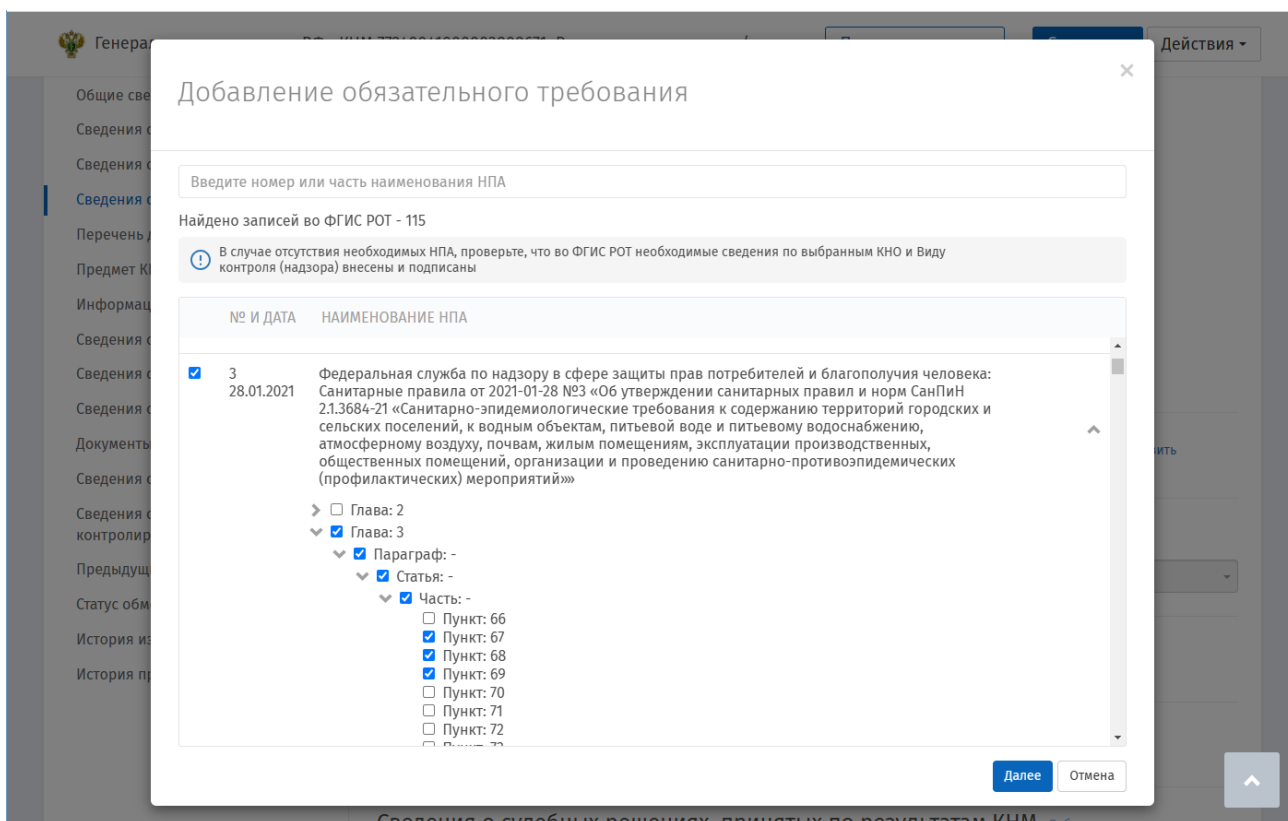 Действия
Добавление обязательного требования
×
Общие све
Сведения
Сведения
Сведения
Перечень
Предмет К
Информац
Сведения
Сведения
Сведения
Документы
Сведения
Сведения
контролир
Предыдущ
Статус обм
История из
История пр
Введите номер или часть наименования НПА
Найдено записей во ФГИС РОТ - 115
В случае отсутствия необходимых НПА, проверьте, что во ФГИС РОТ необходимые сведения по выбранным КНО и Виду
контроля (надзора) внесены и подписаны
№ И ДАТА НАИМЕНОВАНИЕ НПА
3
28.01.2021
Федеральная служба по надзору в сфере защиты прав потребителей и благополучия человека:
Санитарные правила от 2021-01-28 №3 «Об утверждении санитарных правил и норм СанПиН
2.1.3684-21 «Санитарно-эпидемиологические требования к содержанию территорий городских и
сельских поселений, к водным объектам, питьевой воде и питьевому водоснабжению,
атмосферному воздуху, почвам, жилым помещениям, эксплуатации производственных,
общественных помещений, организации и проведению санитарно-противоэпидемических
(профилактических) мероприятий»»
Глава: 2
Глава: 3
Параграф: -
Статья: -
Часть: -
Пункт: 66
Пункт: 67
Пункт: 68
Пункт: 69
Пункт: 70
Пункт: 71
Пункт: 72
Далее
Отмена